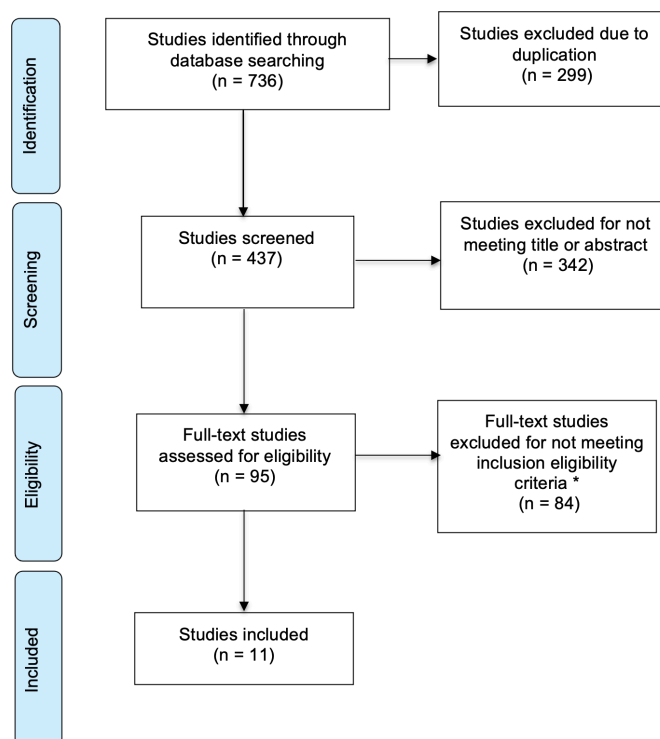 Identification
Studies identified through
database searching
(n = 736)
Studies excluded due to
duplication
(n = 299)
Screening
Studies screened
(n = 437)
Studies excluded for not
meeting title or abstract
(n = 342)
Eligibility
Full-text studies
assessed for eligibility
(n = 95)
Full-text studies
excluded for not meeting
inclusion eligibility
criteria *
(n = 84)
Included
Studies included
(n = 11)